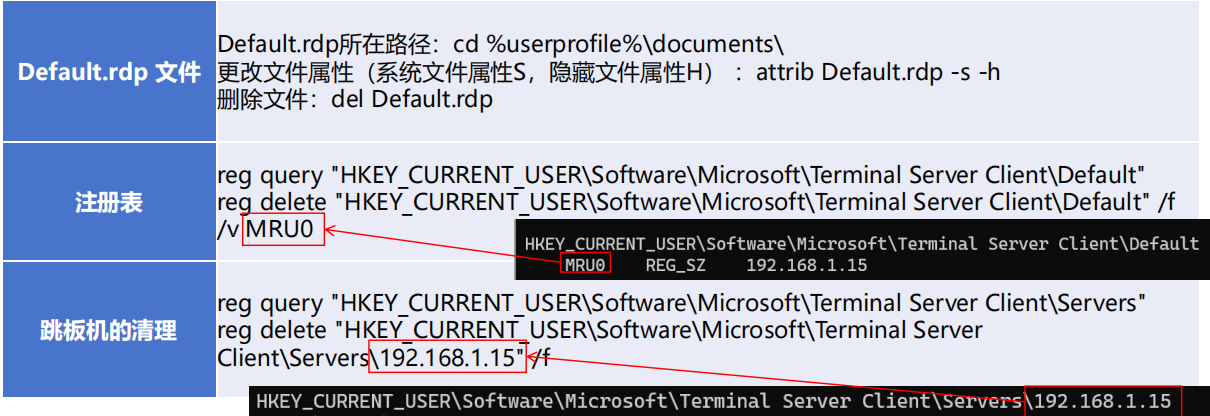 Default.rdp 文件
Default.rdp所在路径：cd %userprofile%\documents\
更改文件属性（系统文件属性S，隐藏文件属性H）：attrib Default.rdp -s -h
删除文件：del Default.rdp
注册表
reg query "HKEY_CURRENT_USER\Software\Microsoft\Terminal Server Client\Default"
reg delete "HKEY_CURRENT_USER\Software\Microsoft\Terminal Server Client\Default" /f
/v MRU0
HKEY_CURRENT_USER\Software\Microsoft\Terminal Server Client\Default
MRU0 REG_SZ 192.168.1.15
跳板机的清理
reg query "HKEY_CURRENT_USER\Software\Microsoft\Terminal Server Client\Servers"
reg delete "HKEY_CURRENT_USER\Software\Microsoft\Terminal Server
Client\Servers\192.168.1.15" /f
HKEY_CURRENT_USER\Software\Microsoft\Terminal Server Client\Servers\192.168.1.15